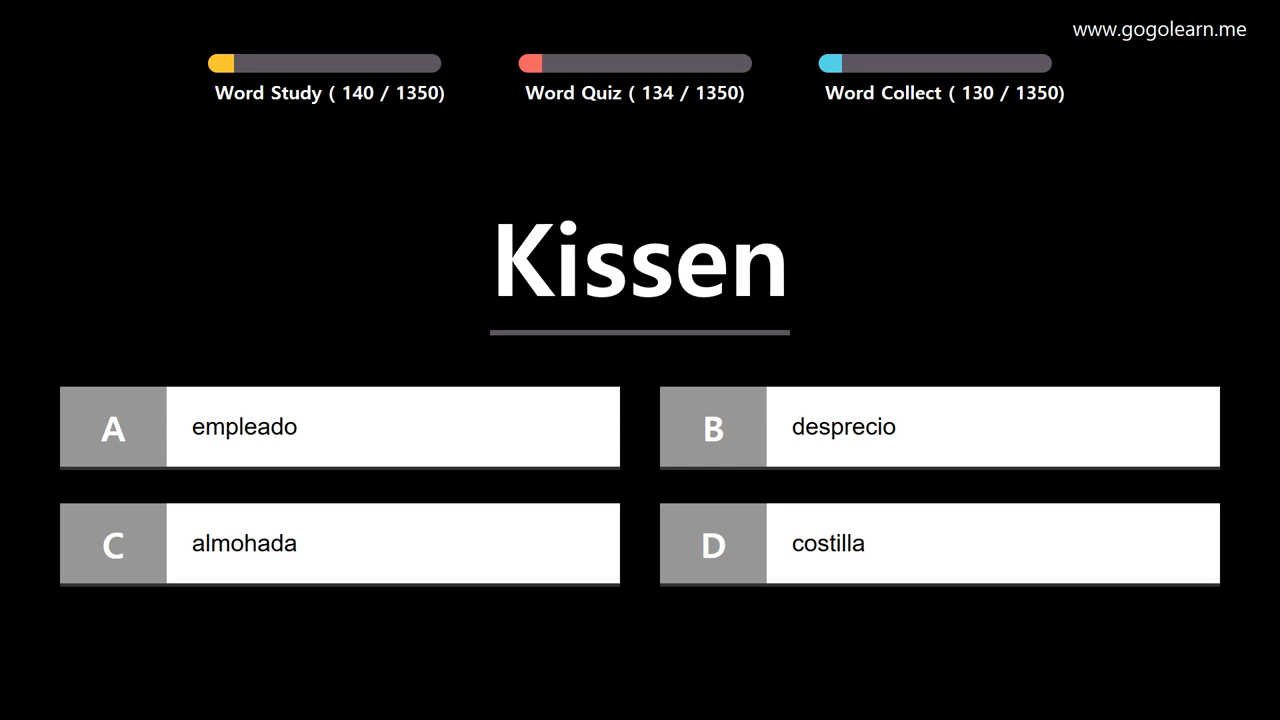 www.gogolearn.me
Word Study ( 140 / 1350)
Word Quiz ( 134 / 1350)
Word Collect ( 130 / 1350)
Kissen
A
empleado
B
desprecio
C
almohada
D
costilla